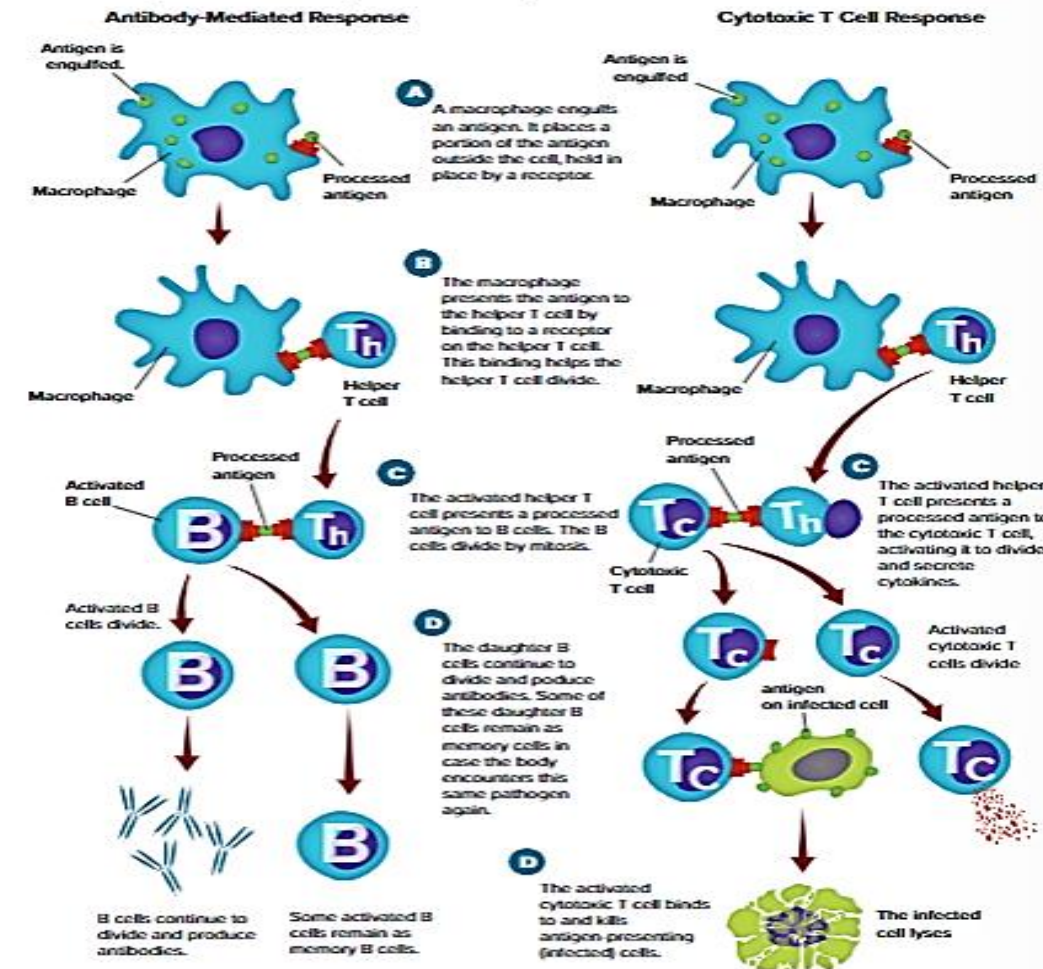 Antibody-Mediated Response
Antigen is
engulfed.
Macrophage
Processed
antigen
A
A macrophage engulfs
an antigen. It places a
portion of the antigen
outside the cell, held in
place by a receptor.
Macrophage
Th
Helper
T cell
B
The macrophage
presents the antigen to
the helper T cell by
binding to a receptor
on the helper T cell.
This binding helps the
helper T cell divide.
Processed
antigen
Activated
B cell
B
Th
C
The activated helper T
cell presents a processed
antigen to B cells. The B
cells divide by mitosis.
Activated B
cells divide.
B
B
D
The daughter B
cells continue to
divide and poduce
antibodies. Some of
these daughter B
cells remain as
memory cells in
case the body
encounters this
same pathogen
again.
B
B cells continue to
divide and produce
antibodies.
Some activated B
cells remain as
memory B cells.
Cytotoxic T Cell Response
Antigen is
engulfed
Macrophage
Processed
antigen
Macrophage
Th
Helper
T cell
Processed
antigen
Tc
Th
Cytotoxic
T cell
C
The activated helper
T cell presents a
processed antigen to
the cytotoxic T cell,
activating it to divide
and secrete
cytokines.
Tc
Tc
Activated
cytotoxic T
cells divide
antigen
on infected cell
Tc
Tc
D
The activated
cytotoxic T cell binds
to and kills
antigen-presenting
(infected) cells.
The infected
cell lyses